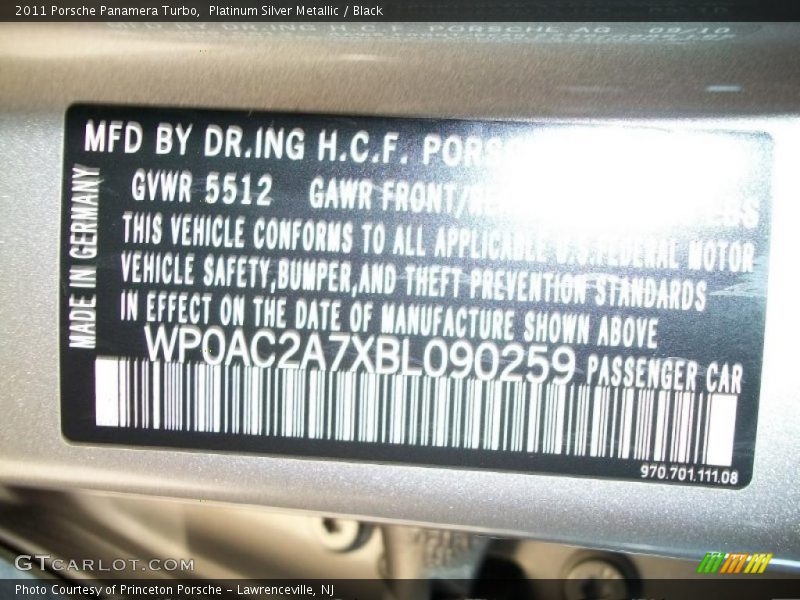 2011 Porsche Panamera Turbo,  Platinum Silver Metallic / Black
MFD BY DR.ING H.C.F.
GVWR 5512 GAWR FRONT/
THIS VEHICLE CONFORMS TO ALL APPLICABLE U.S.FEDERAL MOTOR
VEHICLE SAFETY,BUMPER,AND THEFT PREVENTION STANDARDS
IN EFFECT ON THE DATE OF MANUFACTURE SHOWN ABOVE
WP0AC2A7XBL090259 PASSENGER CAR
970.701.111.08
MADE IN GERMANY
GTCARLOT.COM
Photo Courtesy of Princeton Porsche - Lawrenceville, NJ